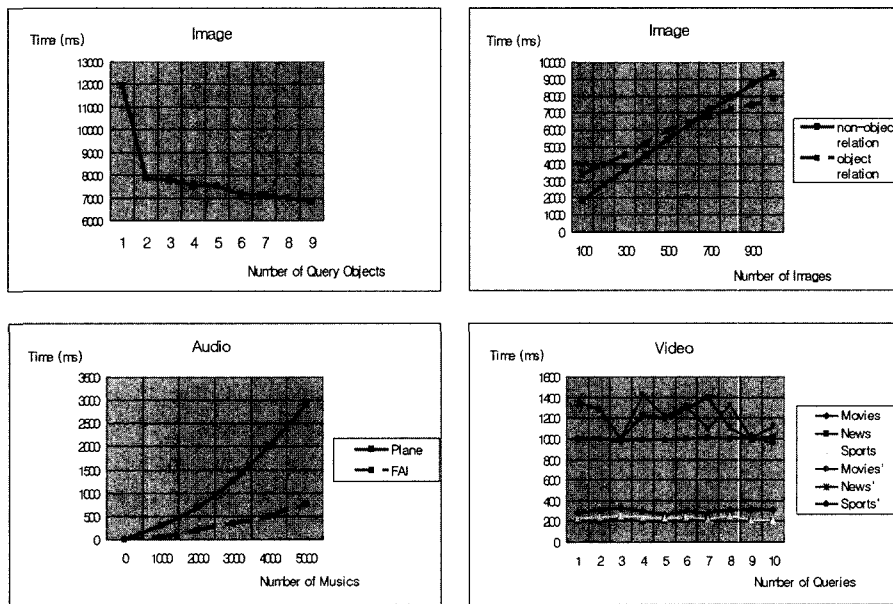 Image
Time (ms)
13000
12000
11000
10000
9000
8000
7000
6000
1 2 3 4 5 6 7 8 9
Number of Query Objects
Image
Time (ms)
10000
9000
8000
7000
6000
5000
4000
3000
2000
1000
0
100 300 500 700 900
Number of Images
non-object
relation
object
relation
Audio
Time (ms)
3500
3000
2500
2000
1500
1000
500
0
0 1000 2000 3000 4000 5000
Number of Musics
Plane
FAI
Video
Time (ms)
1600
1400
1200
1000
800
600
400
200
0
1 2 3 4 5 6 7 8 9 10
Number of Queries
Movies
News
Sports
Movies'
News'
Sports'